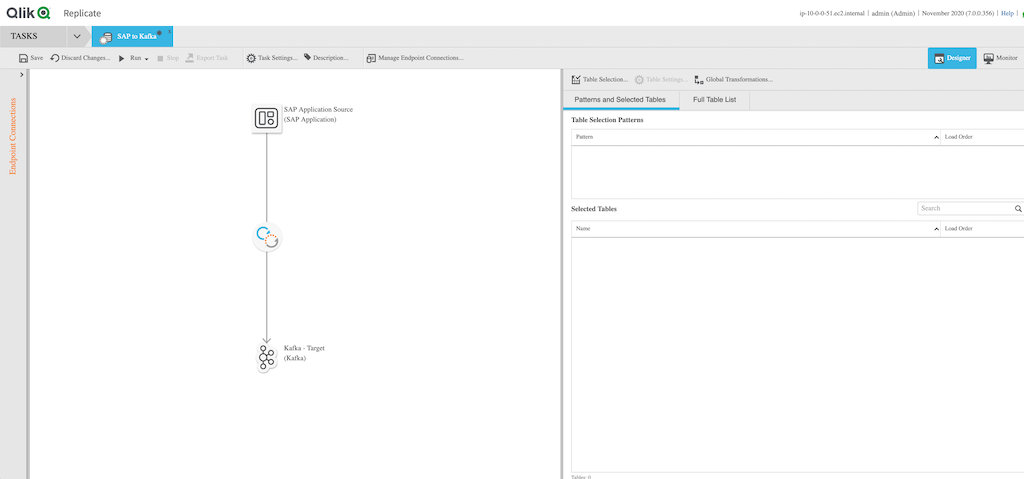 Qlik Replicate ip-10-0-0-51.ec2.internal | admin (Admin) | November 2020 (7.0.0.356) | Help |
TASKS SAP to Kafka
Save Discard Changes... Run Stop Export Task Task Settings... Description... Manage Endpoint Connections... Designer Monitor
Endpoint Connections
SAP Application Source
(SAP Application)
Kafka - Target
(Kafka)
Table Selection... Table Settings... Global Transformations...
Patterns and Selected Tables Full Table List
Table Selection Patterns
Pattern Load Order
Selected Tables Search
Name Load Order
Tables: 0